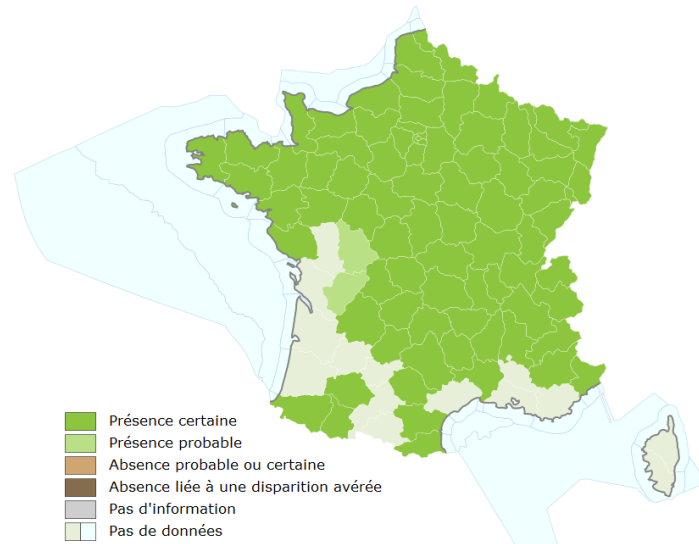 Présence certaine
Présence probable
Absence probable ou certaine
Absence liée à une disparition avérée
Pas d'information
Pas de données